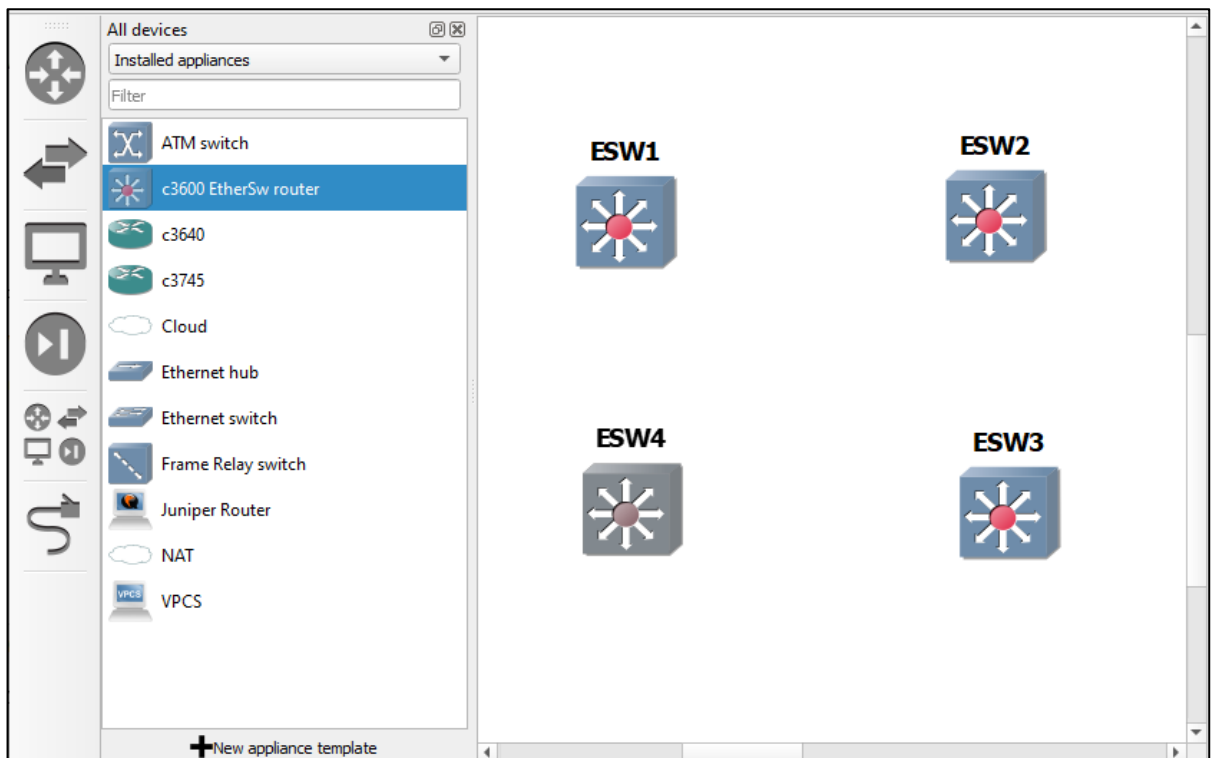 All devices
Installed appliances
Filter
ATM switch
c3600 EtherSw router
c3640
c3745
Cloud
Ethernet hub
Ethernet switch
Frame Relay switch
Juniper Router
NAT
VPCS
VPCS
New appliance template
ESW1
ESW2
ESW4
ESW3